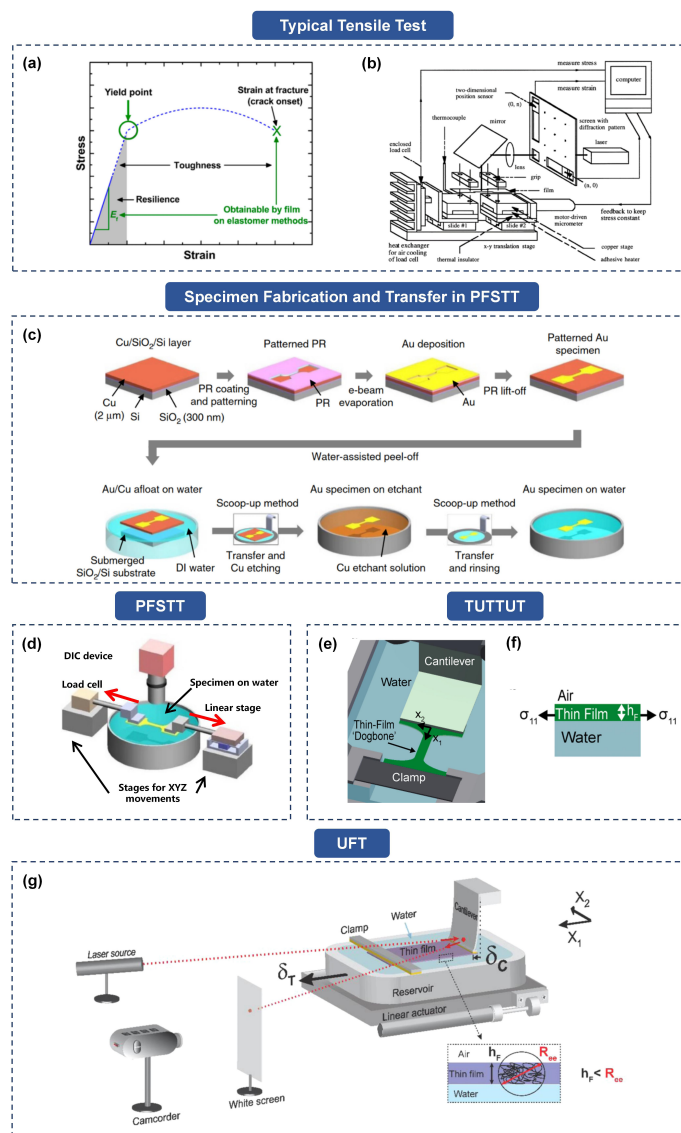 Typical Tensile Test
(a)
Yield point
Strain at fracture
(crack onset)
Stress
Toughness
Resilience
E_f
Obtainable by film
on elastomer methods
Strain
(b)
measure stress
computer
measure strain
two-dimensional
position sensor
(0, n)
mirror
screen with
diffraction pattern
thermocouple
laser
enclosed
load cell
lens
grip
film
(n, 0)
motor-driven
micrometer
feedback to keep
stress constant
slide #1
slide #2
heat exchanger
for air cooling
of load cell
x-y translation stage
thermal insulator
copper stage
adhesive heater
Specimen Fabrication and Transfer in PFSTT
(c)
Cu/SiO2/Si layer
Patterned PR
Au deposition
Patterned Au
specimen
Cu
(2 μm)
Si
SiO2 (300 nm)
PR coating
and patterning
PR
e-beam
evaporation
Au
PR lift-off
Water-assisted peel-off
Au/Cu afloat on water
Scoop-up method
Au specimen on etchant
Scoop-up method
Au specimen on water
Submerged
SiO2/Si substrate
DI water
Transfer and
Cu etching
Cu etchant solution
Transfer
and rinsing
PFSTT
TUTTUT
(d)
DIC device
Load cell
Specimen on water
Linear stage
Stages for XYZ
movements
(e)
Cantilever
Water
Thin-Film
'Dogbone'
X2
X1
Clamp
(f)
Air
σ11
Thin Film
hF
σ11
Water
UFT
(g)
Laser source
Clamp
Water
Cantilever
X2
X1
Thin film
δT
δC
Reservoir
Linear actuator
Camcorder
White screen
Air
hF
Ree
Thin film
Water
hF < Ree